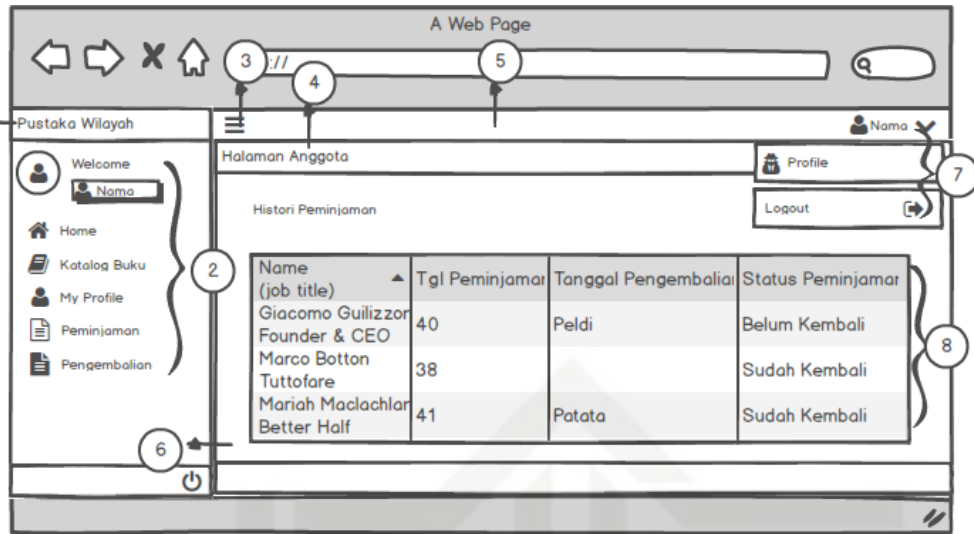 A Web Page
://
3
4
5
Pustaka Wilayah
Nama
Welcome
Nama
Home
Katalog Buku
My Profile
Peminjaman
Pengembalian
2
6
Halaman Anggota
Profile
Logout
7
Histori Peminjaman
Name
(job title)
Tgl Peminjamar
Tanggal Pengembaliar
Status Peminjamar
Giacomo Guilizzor
Founder & CEO
40
Peldi
Belum Kembali
Marco Botton
Tuttofare
38
Sudah Kembali
Mariah Maclachlar
Better Half
41
Patata
Sudah Kembali
8